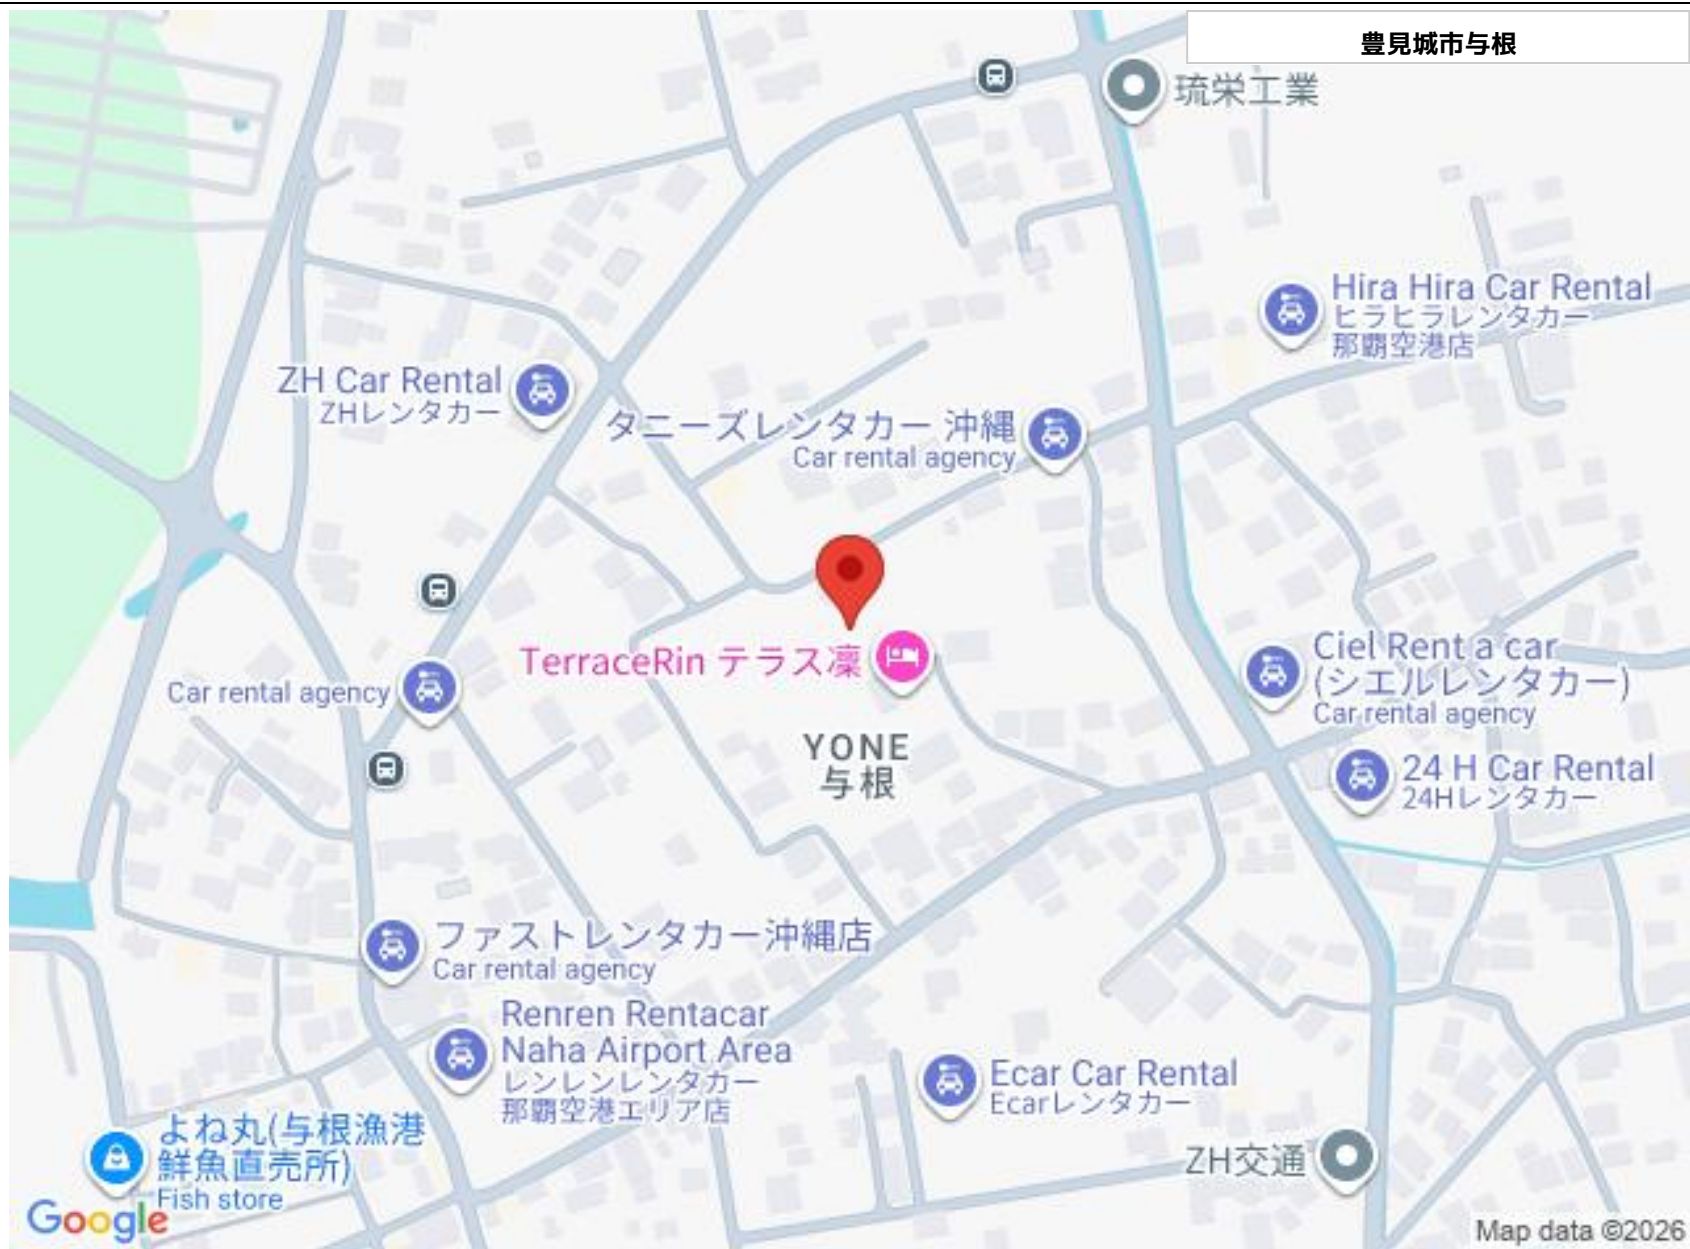 豊見城市与根
琉栄工業
Hira Hira Car Rental
ヒラヒラレンタカー
那覇空港店
ZH Car Rental
ZHレンタカー
タニーズレンタカー 沖縄
Car rental agency
TerraceRin テラス凜
Car rental agency
Ciel Rent a car
(シエルレンタカー)
Car rental agency
YONE
与根
24 H Car Rental
24Hレンタカー
ファストレンタカー沖縄店
Car rental agency
Renren Rentacar
Naha Airport Area
レンレンレンタカー
那覇空港エリア店
Ecar Car Rental
Ecarレンタカー
よね丸(与根漁港
鮮魚直売所)
Fish store
ZH交通
Google
Map data ©2026